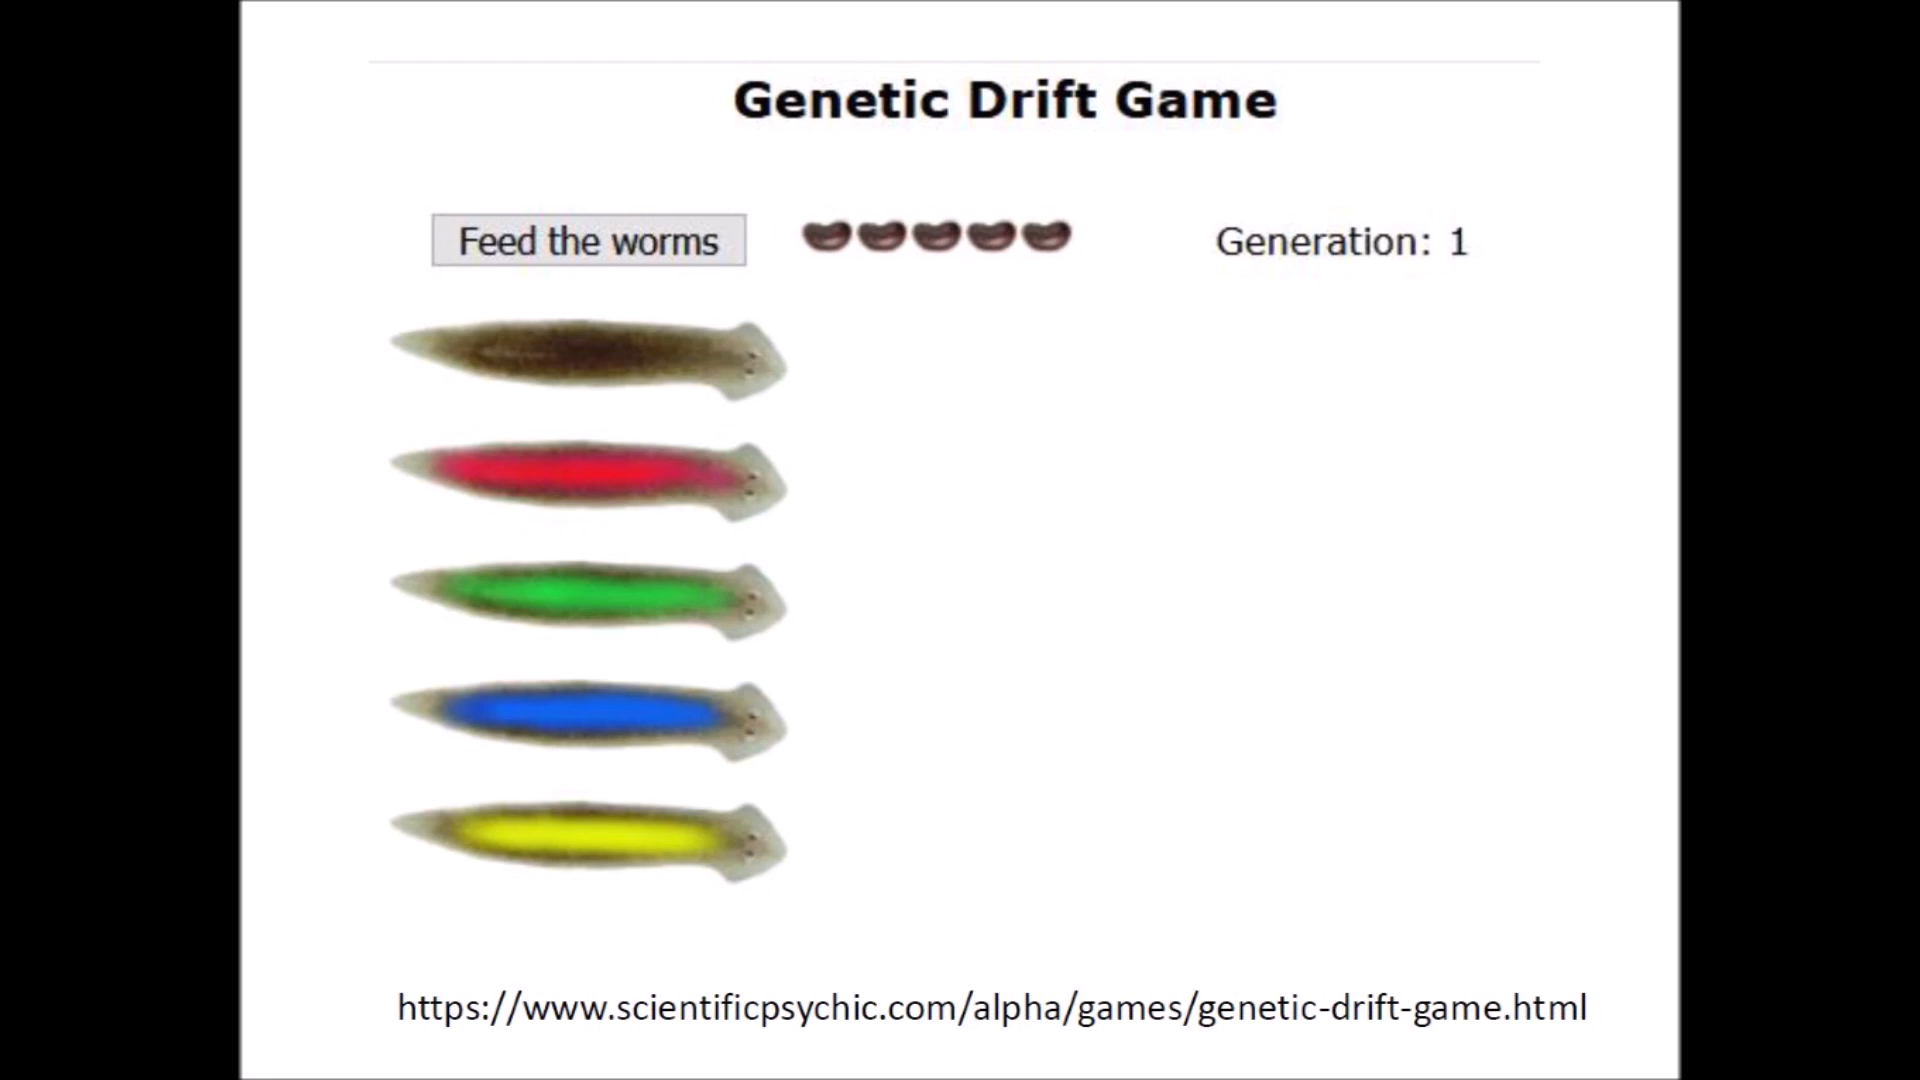 Genetic Drift Game
Feed the worms
Generation: 1
https://www.scientificpsychic.com/alpha/games/genetic-drift-game.html